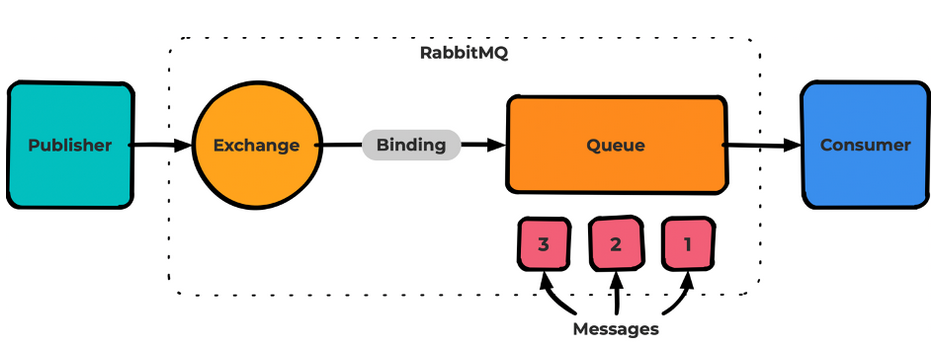 RabbitMQ
Publisher
Exchange
Binding
Queue
Consumer
3
2
1
Messages